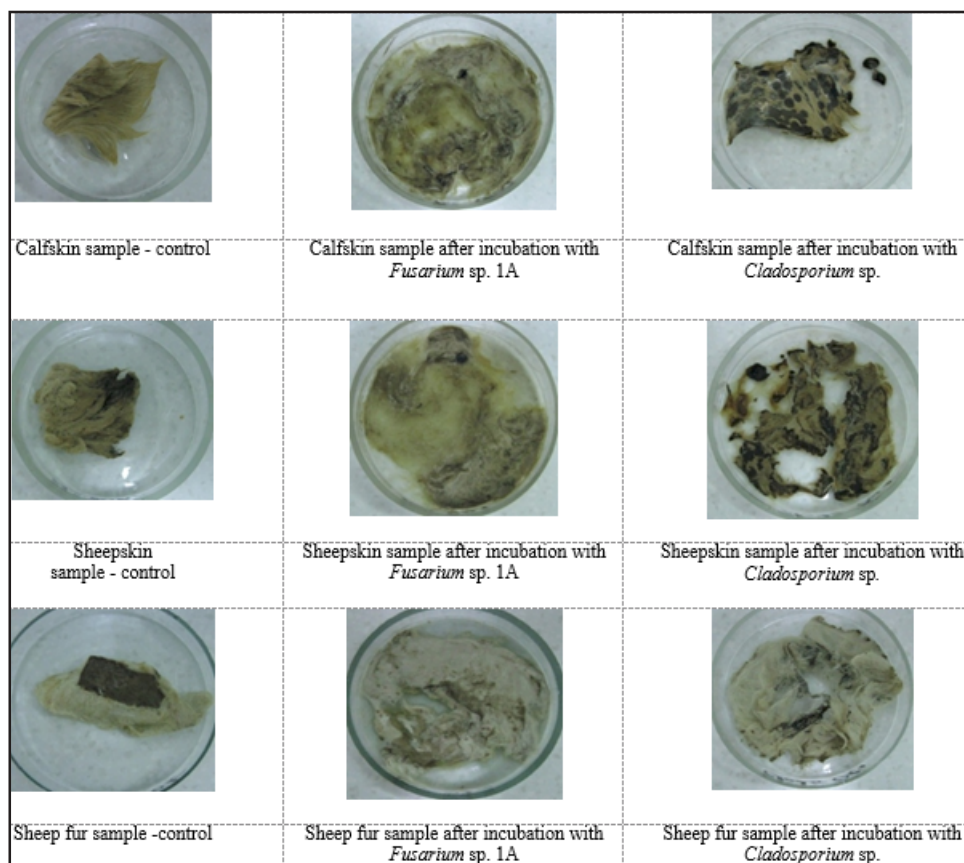 Calfskin sample - control
Calfskin sample after incubation with
Fusarium sp. 1A
Calfskin sample after incubation with
Cladosporium sp.
Sheepskin
sample - control
Sheepskin sample after incubation with
Fusarium sp. 1A
Sheepskin sample after incubation with
Cladosporium sp.
Sheep fur sample -control
Sheep fur sample after incubation with
Fusarium sp. 1A
Sheep fur sample after incubation with
Cladosporium sp.